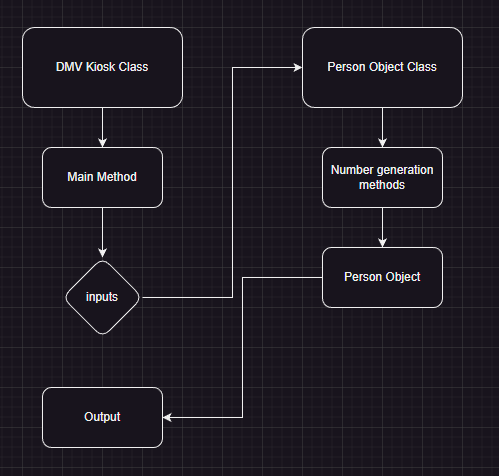 DMV Kiosk Class
Person Object Class
Main Method
Number generation
methods
inputs
Person Object
Output